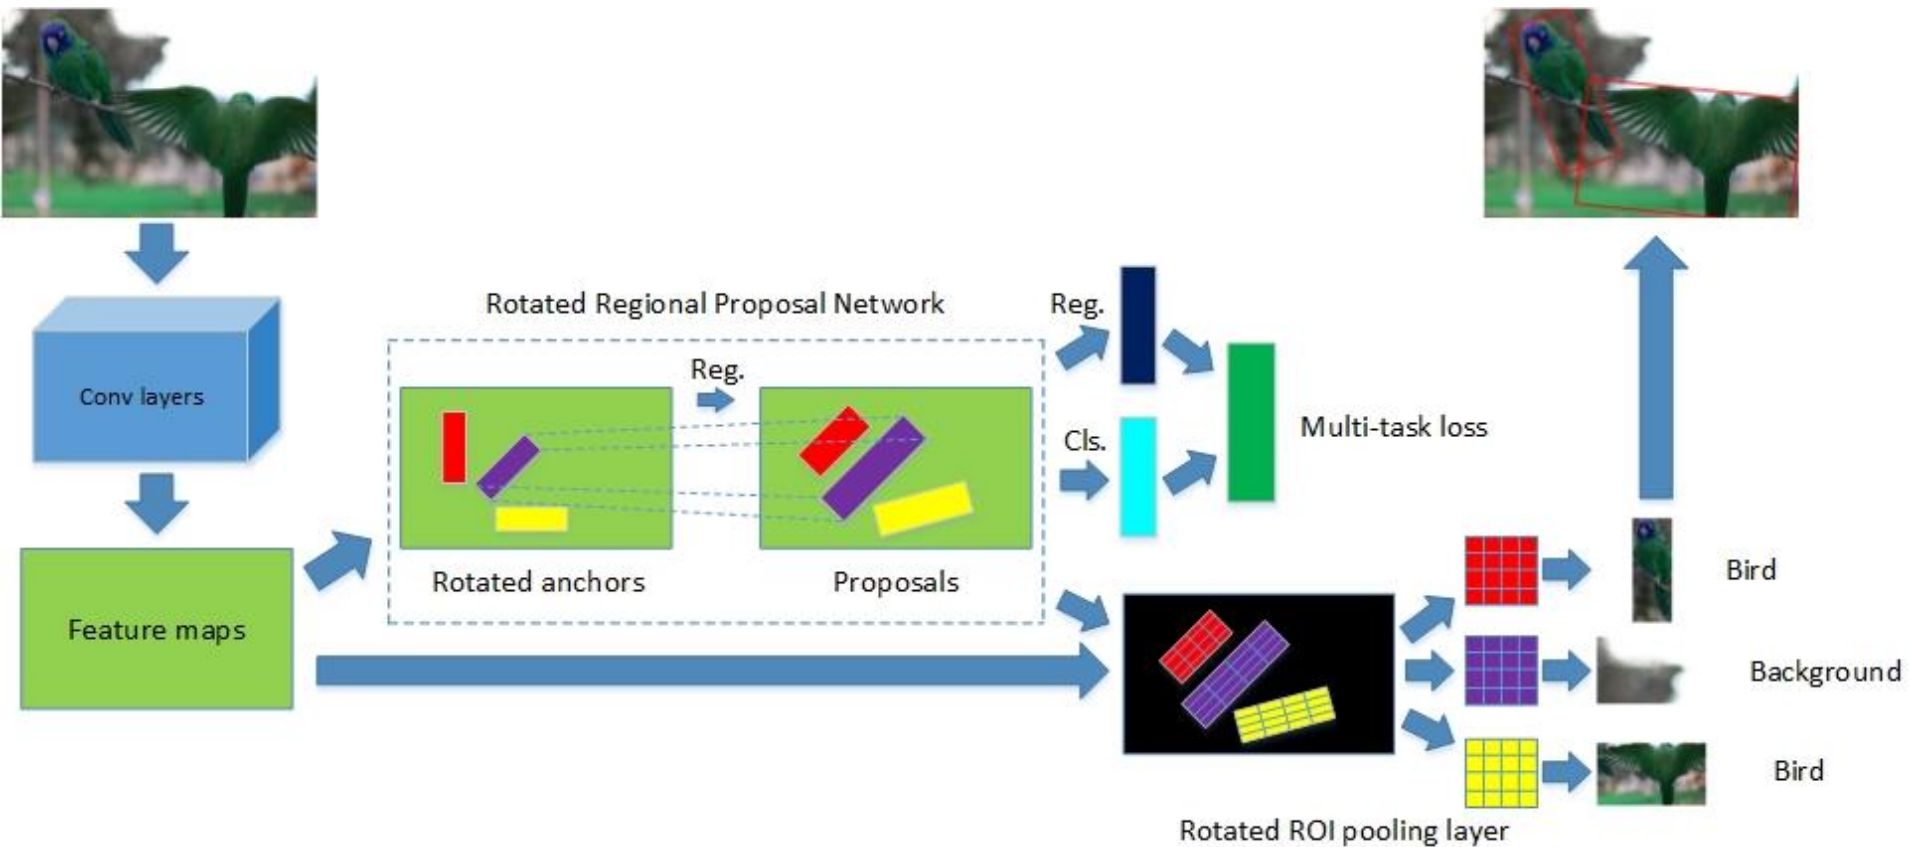 Rotated Regional Proposal Network
Reg.
Reg.
Conv layers
Cls.
Multi-task loss
Rotated anchors
Proposals
Feature maps
Bird
Background
Bird
Rotated ROI pooling layer